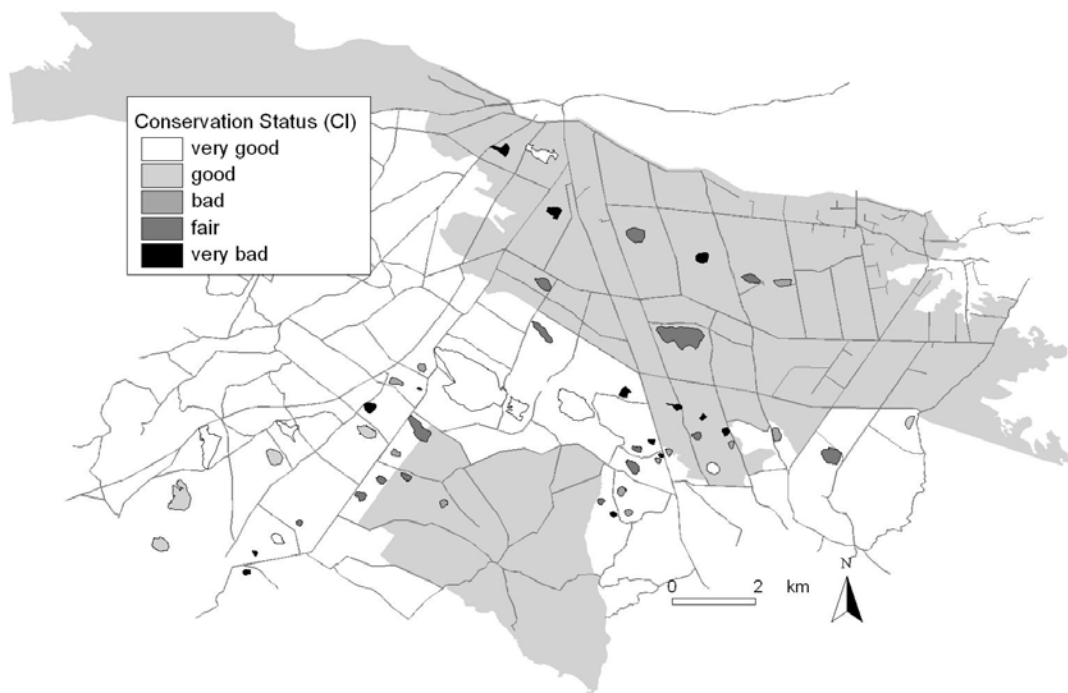 Conservation Status (CI)
very good
good
bad
fair
very bad
N
0 2 km